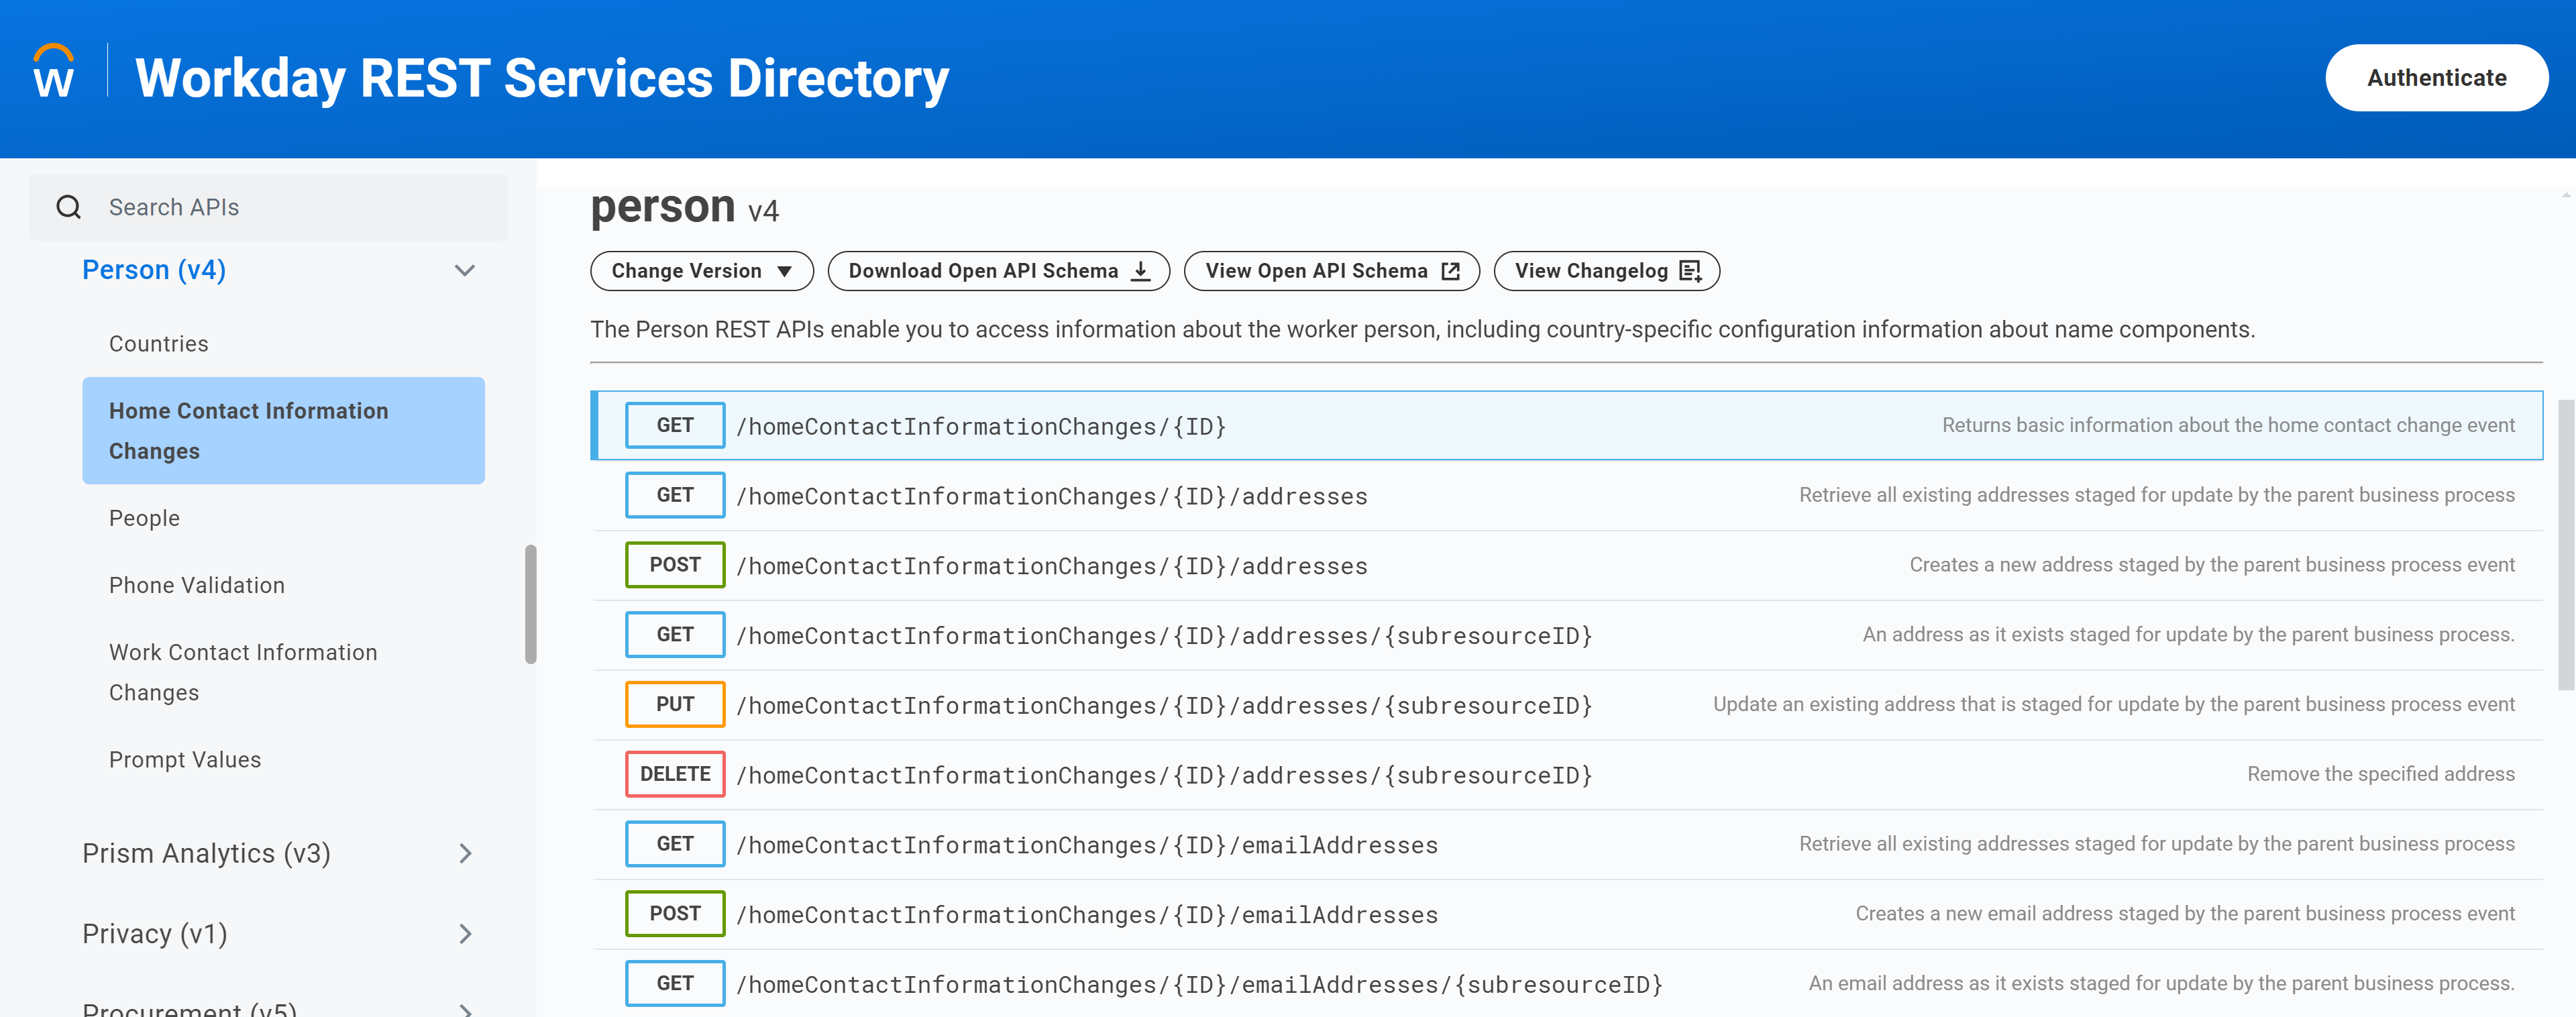 W
Workday REST Services Directory
Authenticate
Search APIs
Person (v4)
Countries
Home Contact Information
Changes
People
Phone Validation
Work Contact Information
Changes
Prompt Values
Prism Analytics (v3)
Privacy (v1)
Procurement (v5)
person v4
Change Version
Download Open API Schema
View Open API Schema
View Changelog
The Person REST APIs enable you to access information about the worker person, including country-specific configuration information about name components.
GET /homeContactInformationChanges/{ID} Returns basic information about the home contact change event
GET /homeContactInformationChanges/{ID}/addresses Retrieve all existing addresses staged for update by the parent business process
POST /homeContactInformationChanges/{ID}/addresses Creates a new address staged by the parent business process event
GET /homeContactInformationChanges/{ID}/addresses/{subresourceID} An address as it exists staged for update by the parent business process.
PUT /homeContactInformationChanges/{ID}/addresses/{subresourceID} Update an existing address that is staged for update by the parent business process event
DELETE /homeContactInformationChanges/{ID}/addresses/{subresourceID} Remove the specified address
GET /homeContactInformationChanges/{ID}/emailAddresses Retrieve all existing addresses staged for update by the parent business process
POST /homeContactInformationChanges/{ID}/emailAddresses Creates a new email address staged by the parent business process event
GET /homeContactInformationChanges/{ID}/emailAddresses/{subresourceID} An email address as it exists staged for update by the parent business process.